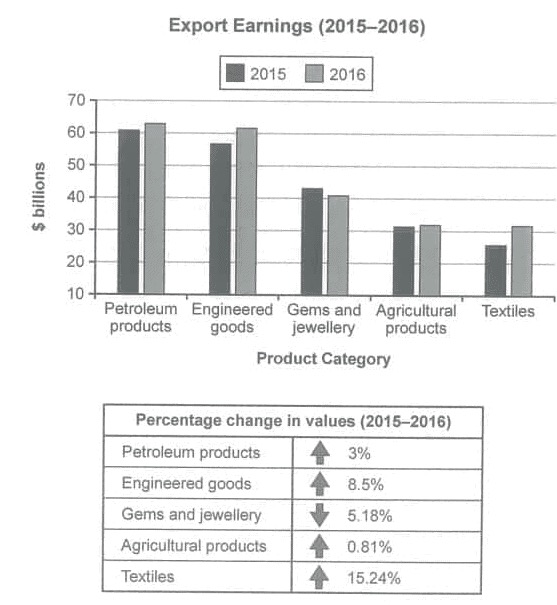 Export Earnings (2015–2016)
2015 2016
70
60
50
40
30
20
10
$ billions
Petroleum products
Engineered goods
Gems and jewellery
Agricultural products
Textiles
Product Category
Percentage change in values (2015–2016)
Petroleum products 3%
Engineered goods 8.5%
Gems and jewellery 5.18%
Agricultural products 0.81%
Textiles 15.24%